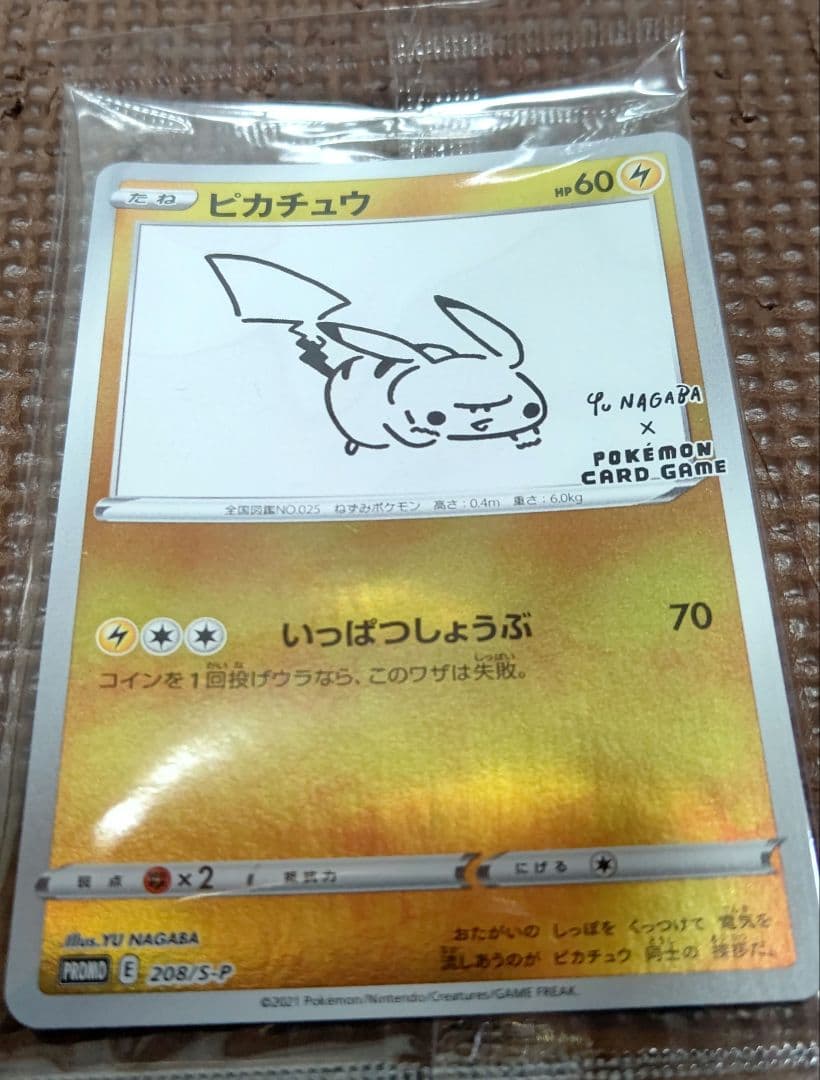 たね ピカチュウ HP60
Yu NAGABA
×
POKÉMON
CARD GAME
全国図鑑NO.025 ねずみポケモン 高さ：0.4m 重さ：6.0kg
いっぱつしょうぶ 70
コインを1回投げウラなら、このワザは失敗。
弱点 ×2 抵抗力 にげる
おたがいの しっぽを くっつけて 電気を
流しあうのが ピカチュウ 同士の 挨拶だ。
Illus. YU NAGABA
PROMO E 208/S-P
©2021 Pokémon/Nintendo/Creatures/GAME FREAK.